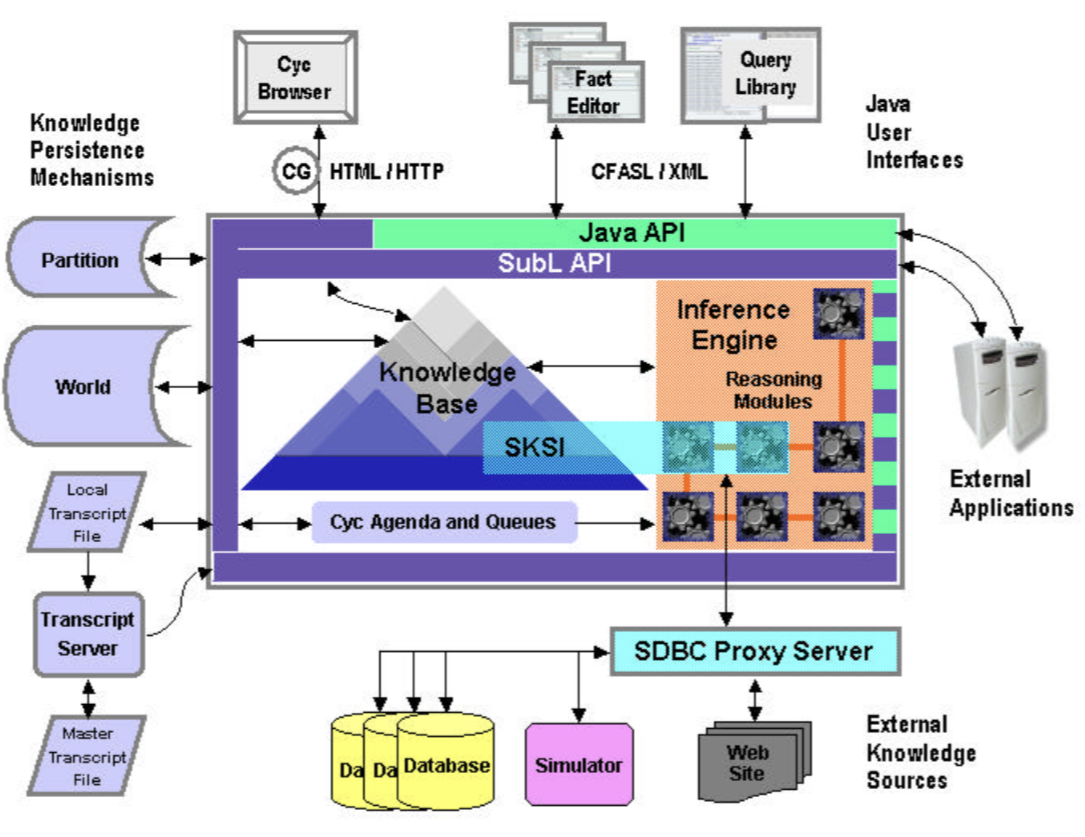 Cyc
Browser
Fact
Editor
Query
Library
Knowledge
Persistence
Mechanisms
Java
User
Interfaces
CG
HTML / HTTP
CFASL / XML
Java API
SubL API
Partition
World
Inference
Engine
Reasoning
Modules
Knowledge
Base
SKSI
Cyc Agenda and Queues
External
Applications
Local
Transcript
File
Transcript
Server
Master
Transcript
File
SDBC Proxy Server
Da
Da
Database
Simulator
Web
Site
External
Knowledge
Sources